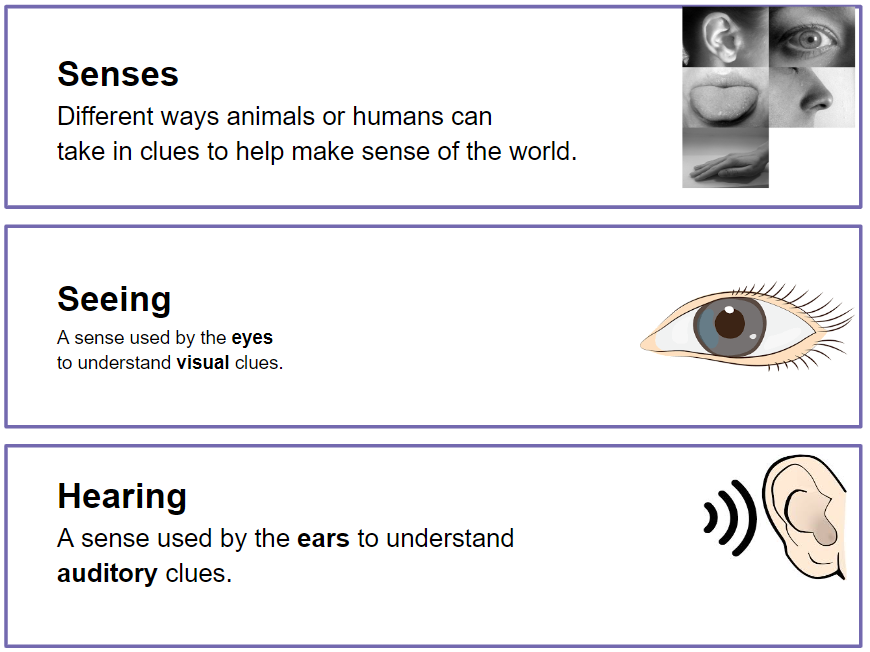 Senses
Different ways animals or humans can
take in clues to help make sense of the world.
Seeing
A sense used by the eyes
to understand visual clues.
Hearing
A sense used by the ears to understand
auditory clues.